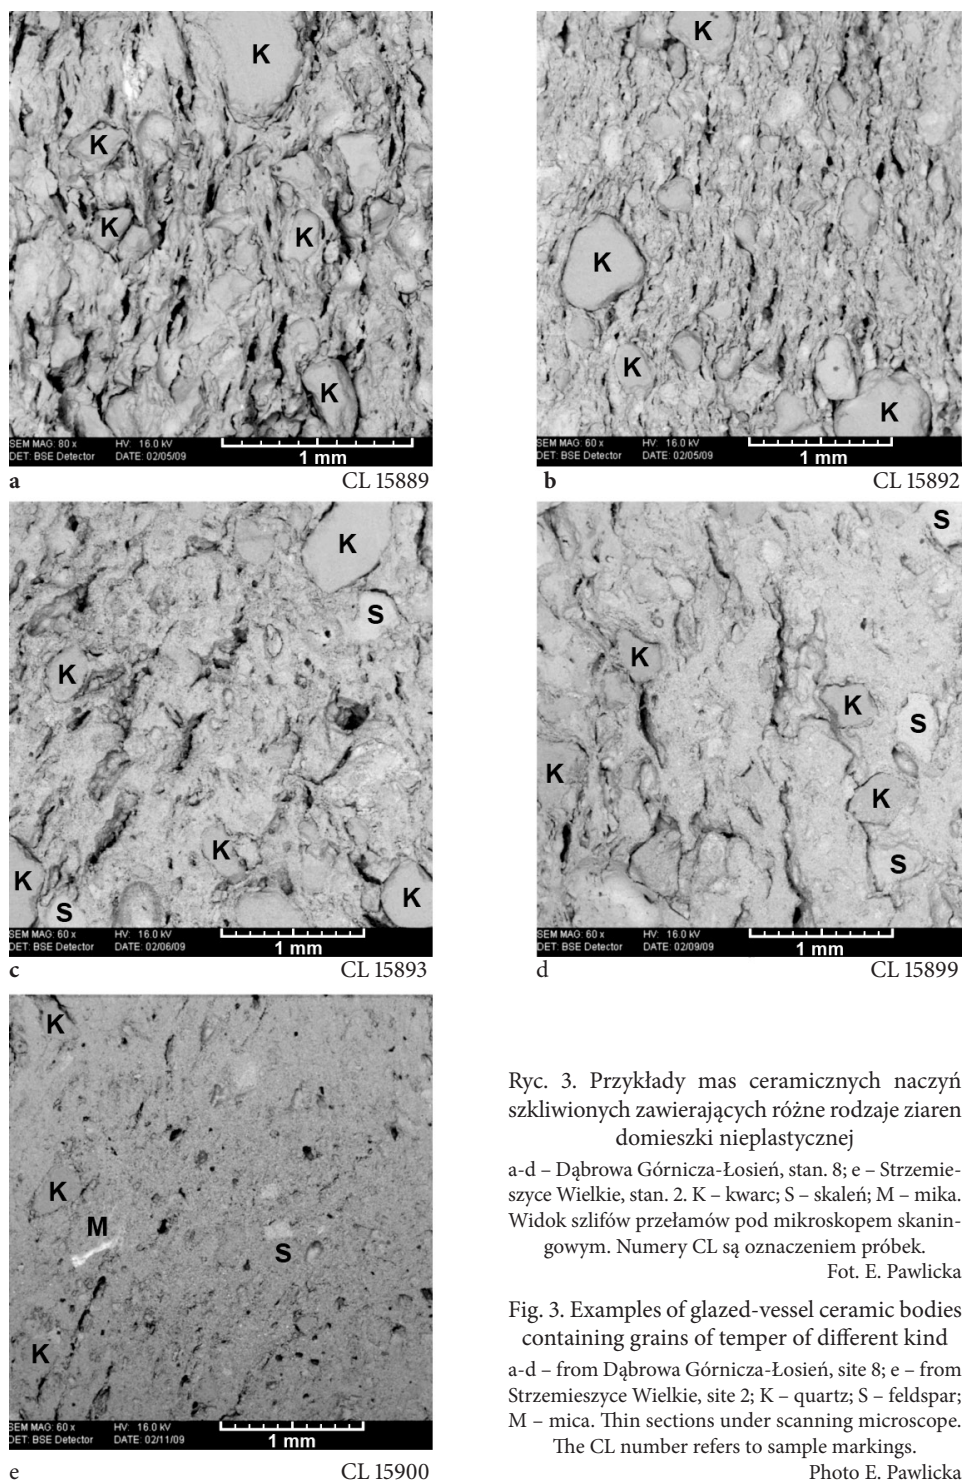 K
K
K
K
K
SEM MAG: 80 x HV: 16.0 kV
DET: BSE Detector DATE: 02/05/09
1 mm
a CL 15889
K
K
K
K
SEM MAG: 60 x HV: 16.0 kV
DET: BSE Detector DATE: 02/05/09
1 mm
b CL 15892
K
S
K
K
K
K
S
SEM MAG: 60 x HV: 16.0 kV
DET: BSE Detector DATE: 02/06/09
1 mm
c CL 15893
S
K
K
S
K
K
S
SEM MAG: 60 x HV: 16.0 kV
DET: BSE Detector DATE: 02/09/09
1 mm
d CL 15899
K
K
M
S
K
SEM MAG: 60 x HV: 16.0 kV
DET: BSE Detector DATE: 02/11/09
1 mm
e CL 15900
Ryc. 3. Przykłady mas ceramicznych naczyń
szkliwionych zawierających różne rodzaje ziaren
domieszki nieplastycznej
a-d – Dąbrowa Górnicza-Łosień, stan. 8; e – Strzemie-
szyce Wielkie, stan. 2. K – kwarc; S – skaleń; M – mika.
Widok szlifów przełamów pod mikroskopem skanin-
gowym. Numery CL są oznaczeniem próbek.
Fot. E. Pawlicka
Fig. 3. Examples of glazed-vessel ceramic bodies
containing grains of temper of different kind
a-d – from Dąbrowa Górnicza-Łosień, site 8; e – from
Strzemieszyce Wielkie, site 2; K – quartz; S – feldspar;
M – mica. Thin sections under scanning microscope.
The CL number refers to sample markings.
Photo E. Pawlicka